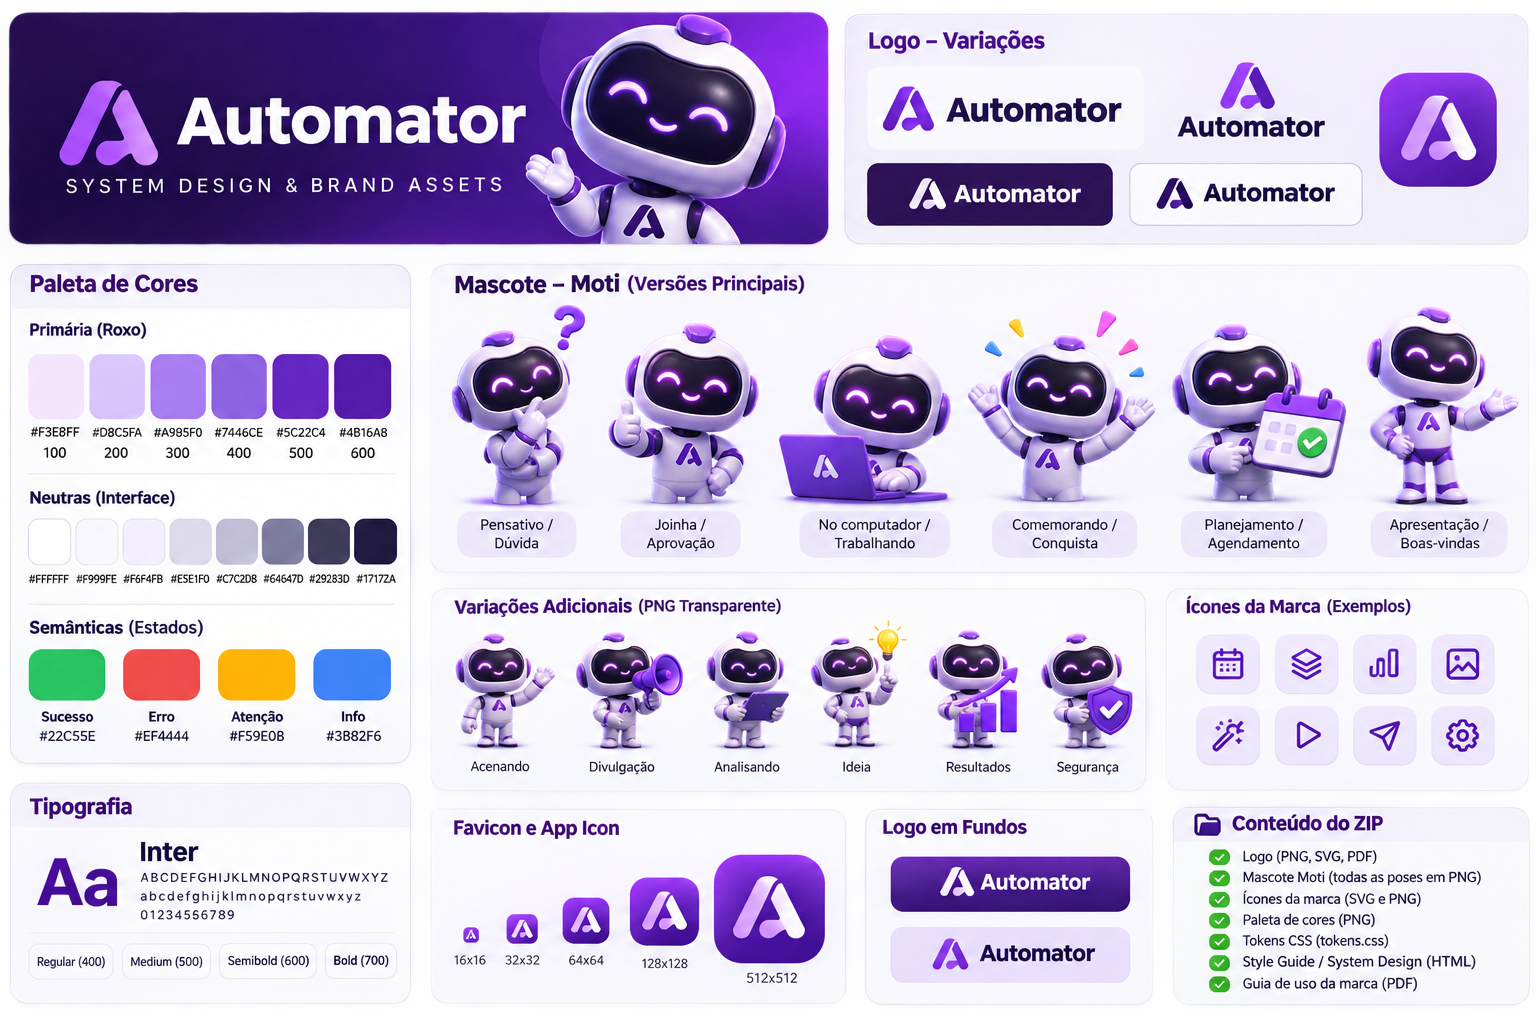 Automator
SYSTEM DESIGN & BRAND ASSETS
Logo – Variações
Automator
Automator
Automator
Automator
Paleta de Cores
Primária (Roxo)
#F3E8FF #D8C5FA #A985F0 #7446CE #5C22C4 #4B16A8
100 200 300 400 500 600
Neutras (Interface)
#FFFFFF #F999FE #F6F4FB #E5E1F0 #C7C2D8 #64647D #29283D #1717ZA
Semânticas (Estados)
Sucesso Erro Atenção Info
#22C55E #EF4444 #F59E0B #3B82F6
Tipografia
Aa
Inter
ABCDEFGHIJKLMNOPQRSTUVWXYZ
abcdefghijklmnopqrstuvwxyz
01234556789
Regular (400) Medium (500) Semibold (600) Bold (700)
Mascote – Moti (Versões Principais)
?
Pensativo /
Dúvida
Joinha /
Aprovação
No computador /
Trabalhando
Comemorando /
Conquista
Planejamento /
Agendamento
Apresentação /
Boas-vindas
Variações Adicionais (PNG Transparente)
Acenando
Divulgação
Analisando
Ideia
Resultados
Segurança
Ícones da Marca (Exemplos)
Favicon e App Icon
16x16
32x32
64x64
128x128
512x512
Logo em Fundos
Automator
Automator
Conteúdo do ZIP
Logo (PNG, SVG, PDF)
Mascote Moti (todas as poses em PNG)
Ícones da marca (SVG e PNG)
Paleta de cores (PNG)
Tokens CSS (tokens.css)
Style Guide / System Design (HTML)
Guia de uso da marca (PDF)